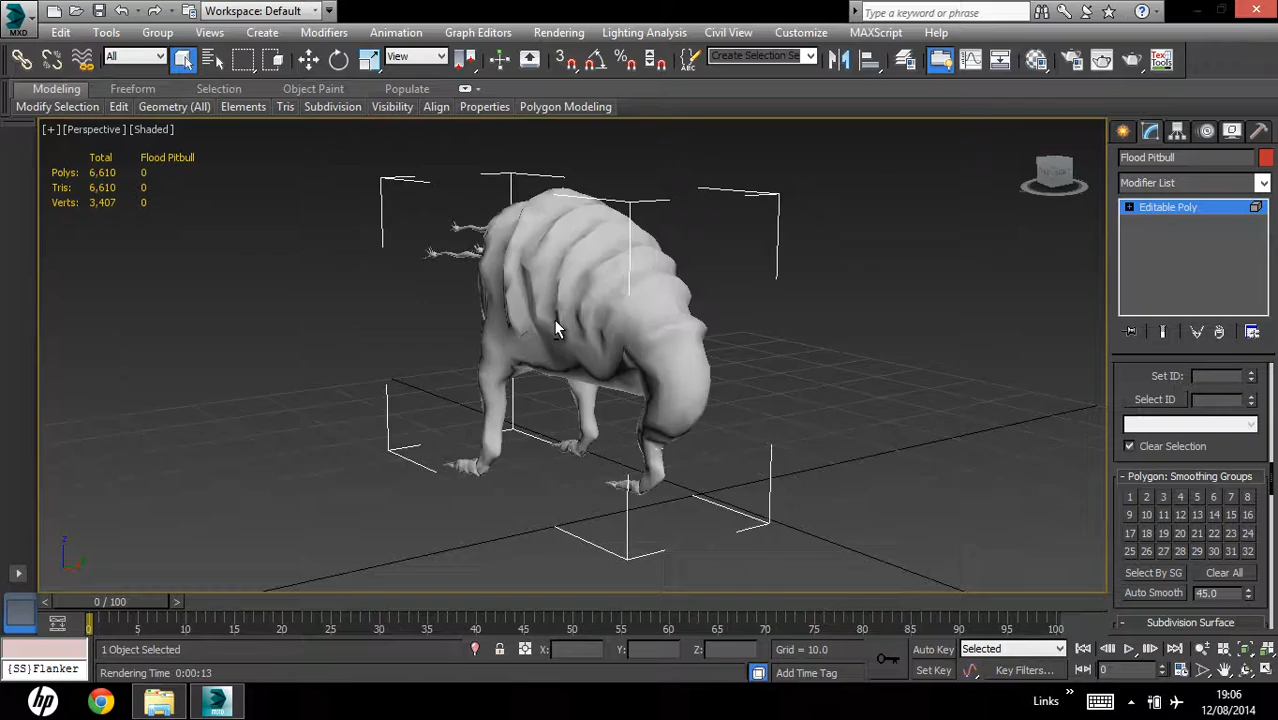 MXD
Workspace: Default
Type a keyword or phrase
Edit Tools Group Views Create Modifiers Animation Graph Editors Rendering Lighting Analysis Civil View Customize MAXScript Help
All
View
Create Selection Se
Modeling Freeform Selection Object Paint Populate
Modify Selection Edit Geometry (All) Elements Tris Subdivision Visibility Align Properties Polygon Modeling
[+] [Perspective] [Shaded]
Total Flood Pitbull
Polys: 6,610 0
Tris: 6,610 0
Verts: 3,407 0
Flood Pitbull
Modifier List
Editable Poly
Set ID:
Select ID
Clear Selection
Polygon: Smoothing Groups
1 2 3 4 5 6 7 8
9 10 11 12 13 14 15 16
17 18 19 20 21 22 23 24
25 26 27 28 29 30 31 32
Select By SG Clear All
Auto Smooth 45.0
Subdivision Surface
z
0 / 100
0 5 10 15 20 25 30 35 40 45 50 55 60 65 70 75 80 85 90 95 100
1 Object Selected X: Y: Z: Grid = 10.0 Auto Key Selected
{SS}Flanker Rendering Time 0:00:13 Add Time Tag Set Key Key Filters... 0
hp
MXD
Links
19:06
12/08/2014